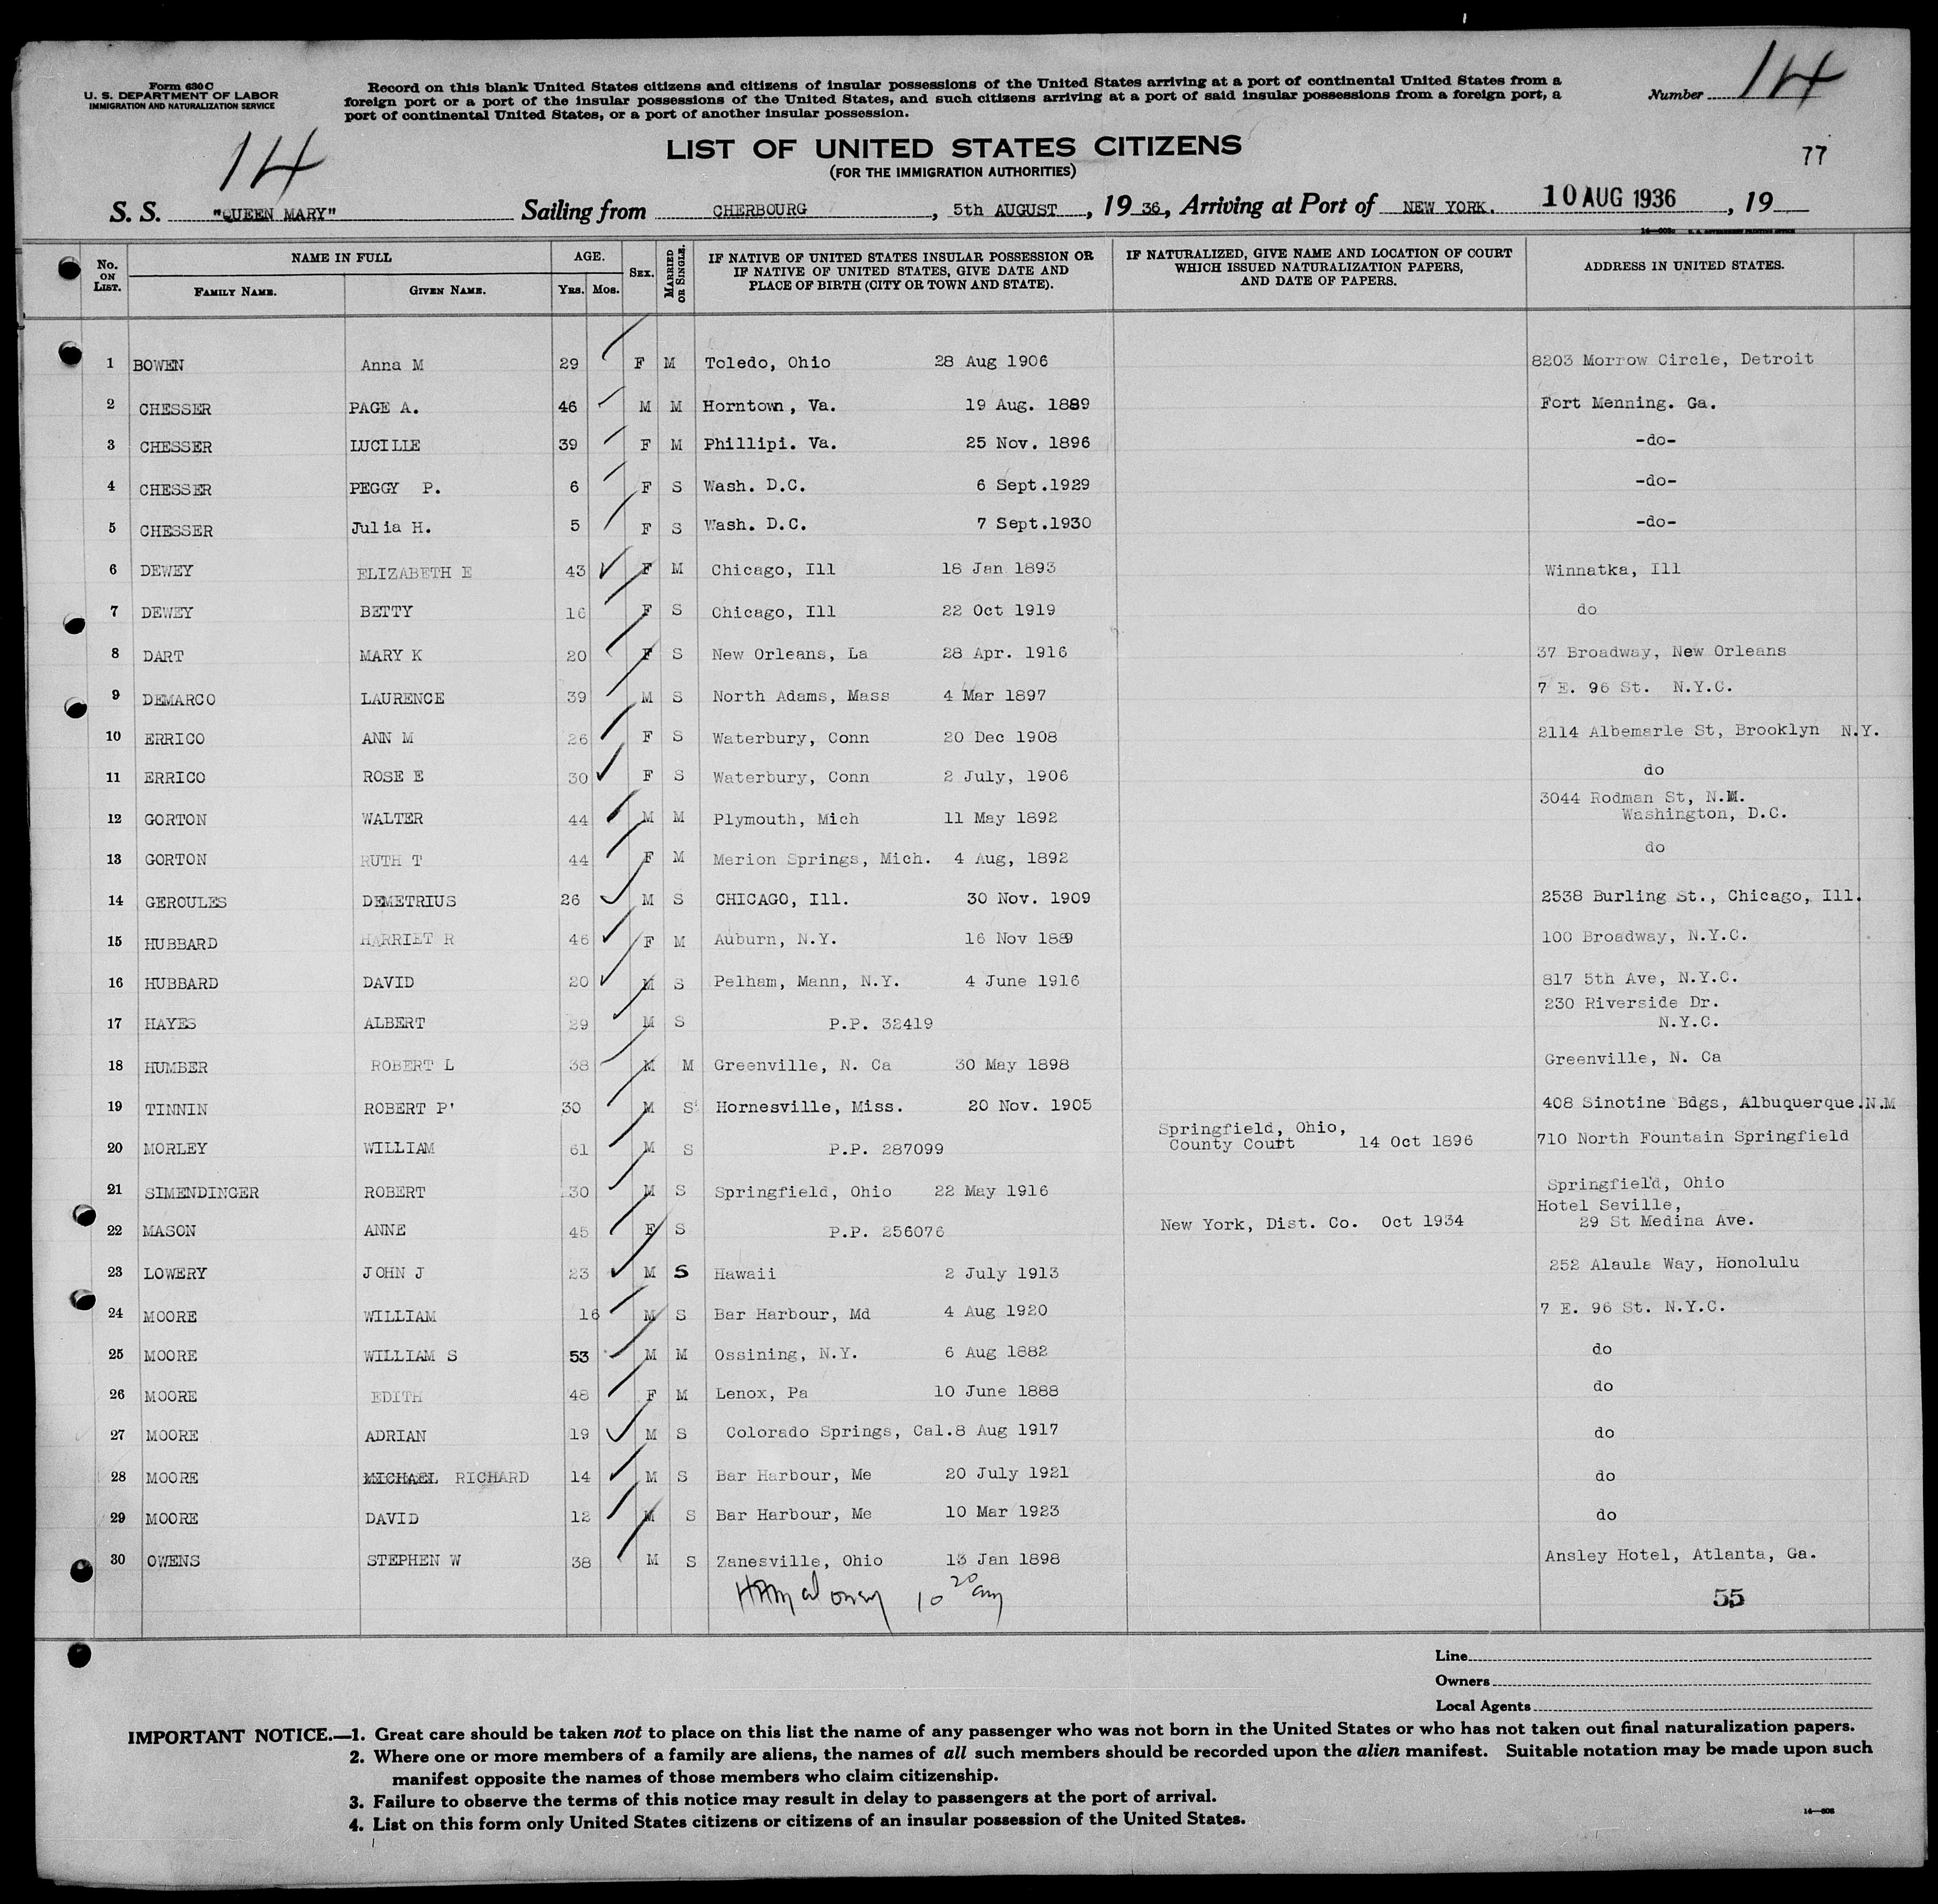 Form 630 C
U. S. DEPARTMENT OF LABOR
IMMIGRATION AND NATURALIZATION SERVICE
Record on this blank United States citizens and citizens of insular possessions of the United States arriving at a port of continental United States from a
foreign port or a port of the insular possessions of the United States, and such citizens arriving at a port of said insular possessions from a foreign port, a
port of continental United States, or a port of another insular possession.
Number 14
14
LIST OF UNITED STATES CITIZENS
(FOR THE IMMIGRATION AUTHORITIES)
77
S. S. "QUEEN MARY" Sailing from CHERBOURG, 5th AUGUST, 19 36, Arriving at Port of NEW YORK. 10 AUG 1936, 19
No. ON LIST. NAME IN FULL FAMILY NAME. GIVEN NAME. AGE. YRS. MOS. SEX. MARRIED OR SINGLE. IF NATIVE OF UNITED STATES INSULAR POSSESSION OR IF NATIVE OF UNITED STATES, GIVE DATE AND PLACE OF BIRTH (CITY OR TOWN AND STATE). IF NATURALIZED, GIVE NAME AND LOCATION OF COURT WHICH ISSUED NATURALIZATION PAPERS, AND DATE OF PAPERS. ADDRESS IN UNITED STATES.
1 BOWEN Anna M 29 F M Toledo, Ohio 28 Aug 1906 8203 Morrow Circle, Detroit
2 CHESSER PAGE A. 46 M M Horntown, Va. 19 Aug. 1889 Fort Menning. Ga.
3 CHESSER LUCILLE 39 F M Phillipi. Va. 25 Nov. 1896 -do-
4 CHESSER PEGGY P. 6 F S Wash. D.C. 6 Sept.1929 -do-
5 CHESSER Julia H. 5 F S Wash. D.C. 7 Sept.1930 -do-
6 DEWEY ELIZABETH E 43 F M Chicago, Ill 18 Jan 1893 Winnatka, Ill
7 DEWEY BETTY 16 F S Chicago, Ill 22 Oct 1919 do
8 DART MARY K 20 F S New Orleans, La 28 Apr. 1916 37 Broadway, New Orleans
9 DEMARCO LAURENCE 39 M S North Adams, Mass 4 Mar 1897 7 E. 96 St. N.Y.C.
10 ERRICO ANN M 26 F S Waterbury, Conn 20 Dec 1908 2114 Albemarle St, Brooklyn N.Y.
11 ERRICO ROSE E 30 F S Waterbury, Conn 2 July, 1906 do
12 GORTON WALTER 44 M M Plymouth, Mich 11 May 1892 3044 Rodman St, N.M.
Washington, D.C.
13 GORTON RUTH T 44 F M Merion Springs, Mich. 4 Aug, 1892 do
14 GEROULES DEMETRIUS 26 M S CHICAGO, Ill. 30 Nov. 1909 2538 Burling St., Chicago, Ill.
15 HUBBARD HARRIET R 46 F M Auburn, N.Y. 16 Nov 1889 100 Broadway, N.Y.C.
16 HUBBARD DAVID 20 M S Pelham, Mann, N.Y. 4 June 1916 817 5th Ave, N.Y.C.
17 HAYES ALBERT 29 M S P.P. 32419 230 Riverside Dr.
N.Y.C.
18 HUMBER ROBERT L 38 M M Greenville, N. Ca 30 May 1898 Greenville, N. Ca
19 TINNIN ROBERT P' 30 M S Hornesville, Miss. 20 Nov. 1905 408 Sinotine Bdgs, Albuquerque.N.M
20 MORLEY WILLIAM 61 M S P.P. 287099 Springfield, Ohio,
County Court 14 Oct 1896 710 North Fountain Springfield
21 SIMENDINGER ROBERT 30 M S Springfield, Ohio 22 May 1916 Springfield, Ohio
22 MASON ANNE 45 F S P.P. 256076 New York, Dist. Co. Oct 1934 Hotel Seville,
29 St Medina Ave.
23 LOWERY JOHN J 23 M S Hawaii 2 July 1913 252 Alaula Way, Honolulu
24 MOORE WILLIAM 16 M S Bar Harbour, Md 4 Aug 1920 7 E. 96 St. N.Y.C.
25 MOORE WILLIAM S 53 M M Ossining, N.Y. 6 Aug 1882 do
26 MOORE EDITH 48 F M Lenox, Pa 10 June 1888 do
27 MOORE ADRIAN 19 M S Colorado Springs, Cal.8 Aug 1917 do
28 MOORE MICHAEL RICHARD 14 M S Bar Harbour, Me 20 July 1921 do
29 MOORE DAVID 12 M S Bar Harbour, Me 10 Mar 1923 do
30 OWENS STEPHEN W 38 M S Zanesville, Ohio 13 Jan 1898 Ansley Hotel, Atlanta, Ga.
10 20 am
55
Line
Owners
Local Agents
IMPORTANT NOTICE.—1. Great care should be taken not to place on this list the name of any passenger who was not born in the United States or who has not taken out final naturalization papers.
2. Where one or more members of a family are aliens, the names of all such members should be recorded upon the alien manifest. Suitable notation may be made upon such
manifest opposite the names of those members who claim citizenship.
3. Failure to observe the terms of this notice may result in delay to passengers at the port of arrival.
4. List on this form only United States citizens or citizens of an insular possession of the United States.